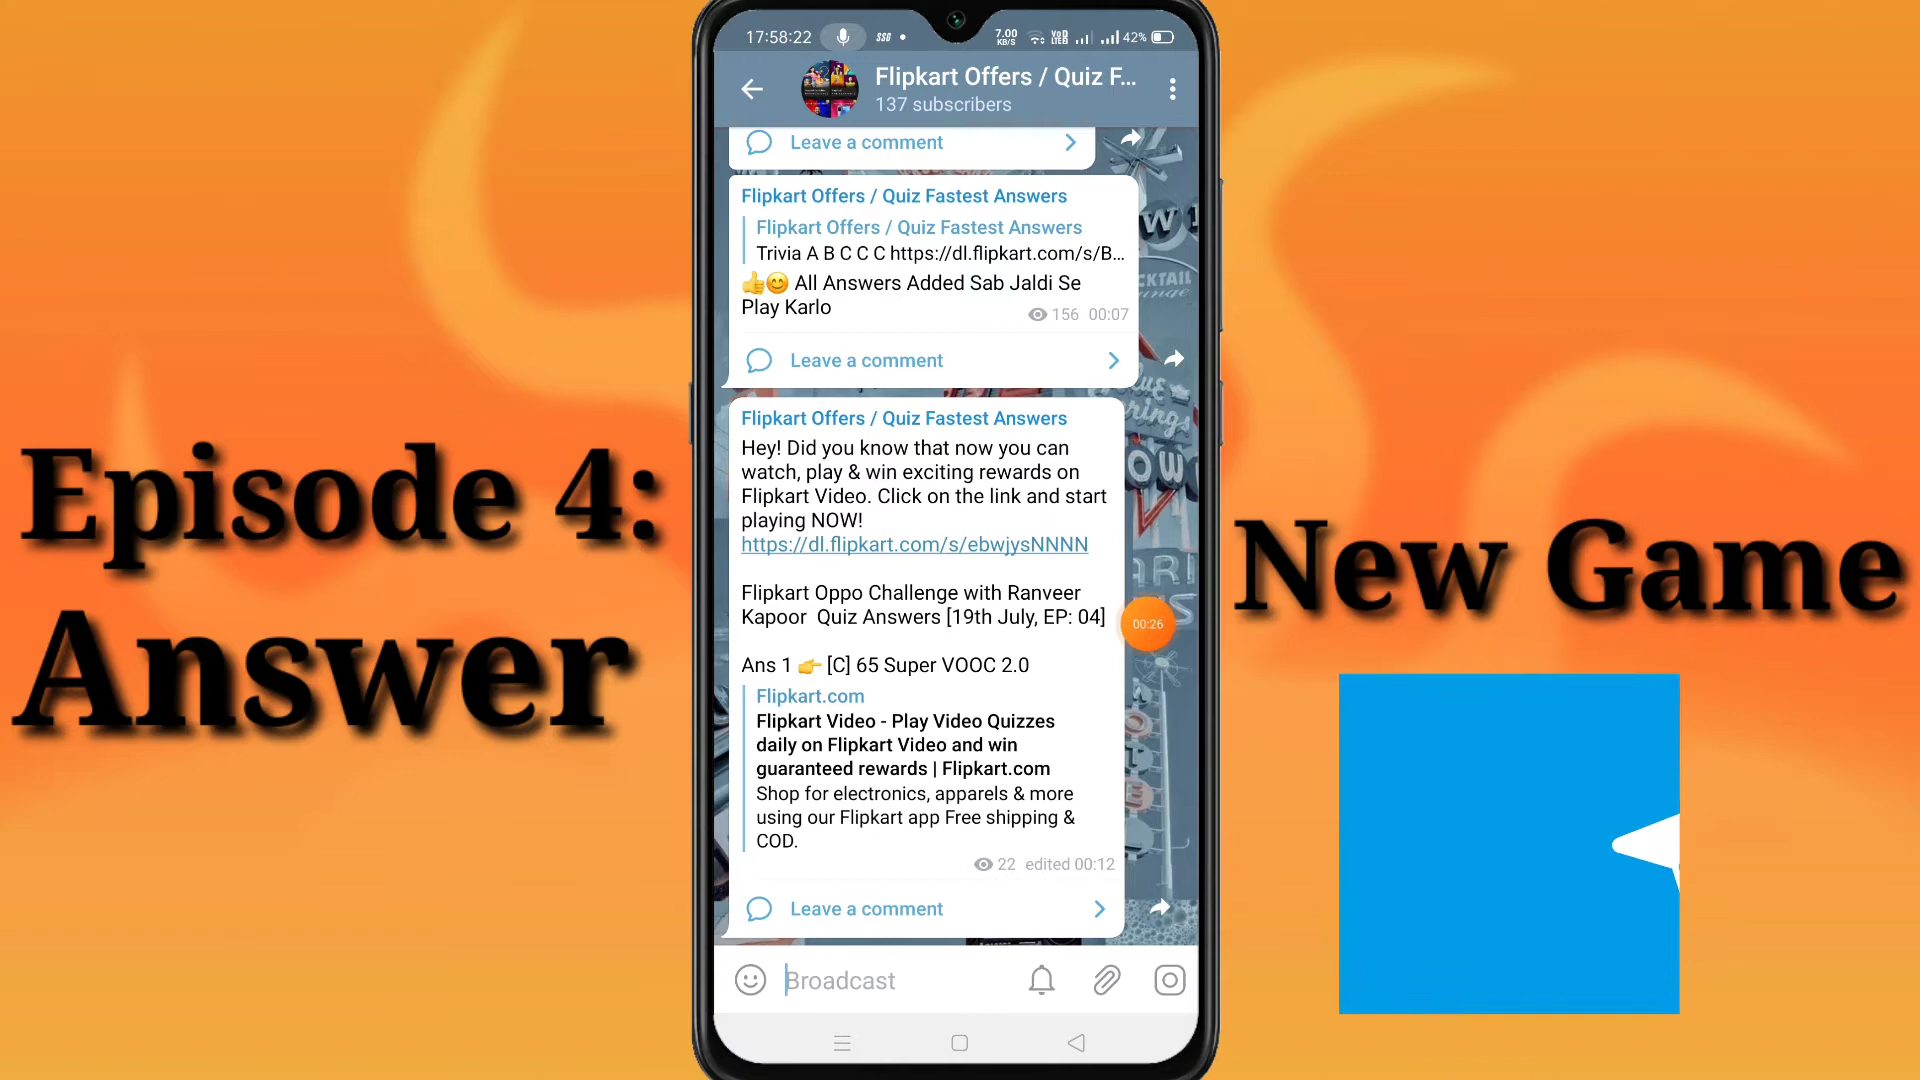 17:58:22 SSG 7.00 KB/S VoD LTE2 42%
Flipkart Offers / Quiz F...
137 subscribers
Leave a comment
Flipkart Offers / Quiz Fastest Answers
Flipkart Offers / Quiz Fastest Answers
Trivia A B C C C https://dl.flipkart.com/s/B...
👍😊 All Answers Added Sab Jaldi Se
Play Karlo
156 00:07
Leave a comment
Flipkart Offers / Quiz Fastest Answers
Hey! Did you know that now you can
watch, play & win exciting rewards on
Flipkart Video. Click on the link and start
playing NOW!
https://dl.flipkart.com/s/ebwjysNNNN
Flipkart Oppo Challenge with Ranveer
Kapoor Quiz Answers [19th July, EP: 04]
00:26
Ans 1 👉 [C] 65 Super VOOC 2.0
Flipkart.com
Flipkart Video - Play Video Quizzes
daily on Flipkart Video and win
guaranteed rewards | Flipkart.com
Shop for electronics, apparels & more
using our Flipkart app Free shipping &
COD.
22 edited 00:12
Leave a comment
Broadcast
Episode 4:
Answer
New Game